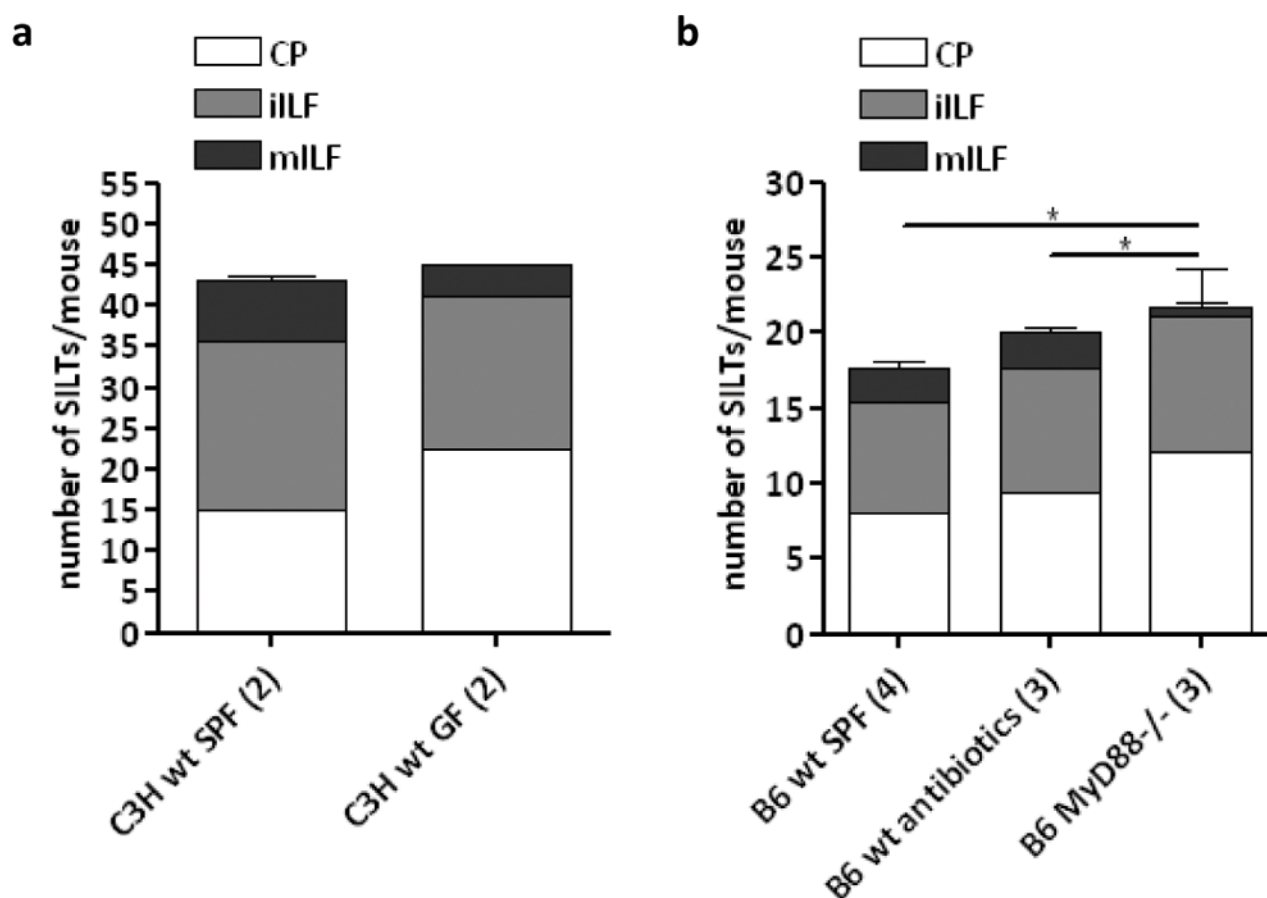 a
CP
iILF
mILF
number of SILTs/mouse
55
50
45
40
35
30
25
20
15
10
5
0
C3H wt SPF (2)
C3H wt GF (2)
b
CP
iILF
mILF
number of SILTs/mouse
30
25
20
15
10
5
0
*
*
B6 wt SPF (4)
B6 wt antibiotics (3)
B6 MyD88-/- (3)